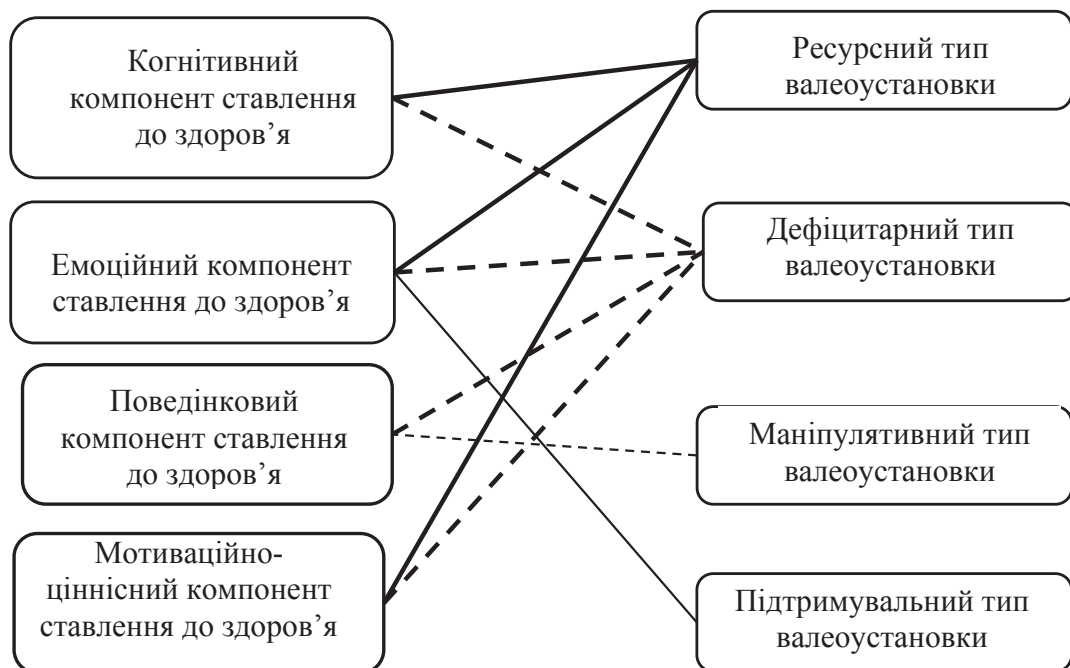 Когнітивний
компонент ставлення
до здоров’я
Емоційний компонент
ставлення до здоров’я
Поведінковий
компонент ставлення
до здоров’я
Мотиваційно-
ціннісний компонент
ставлення до здоров’я
Ресурсний тип
валеоустановки
Дефіцитарний тип
валеоустановки
Маніпулятивний тип
валеоустановки
Підтримувальний тип
валеоустановки